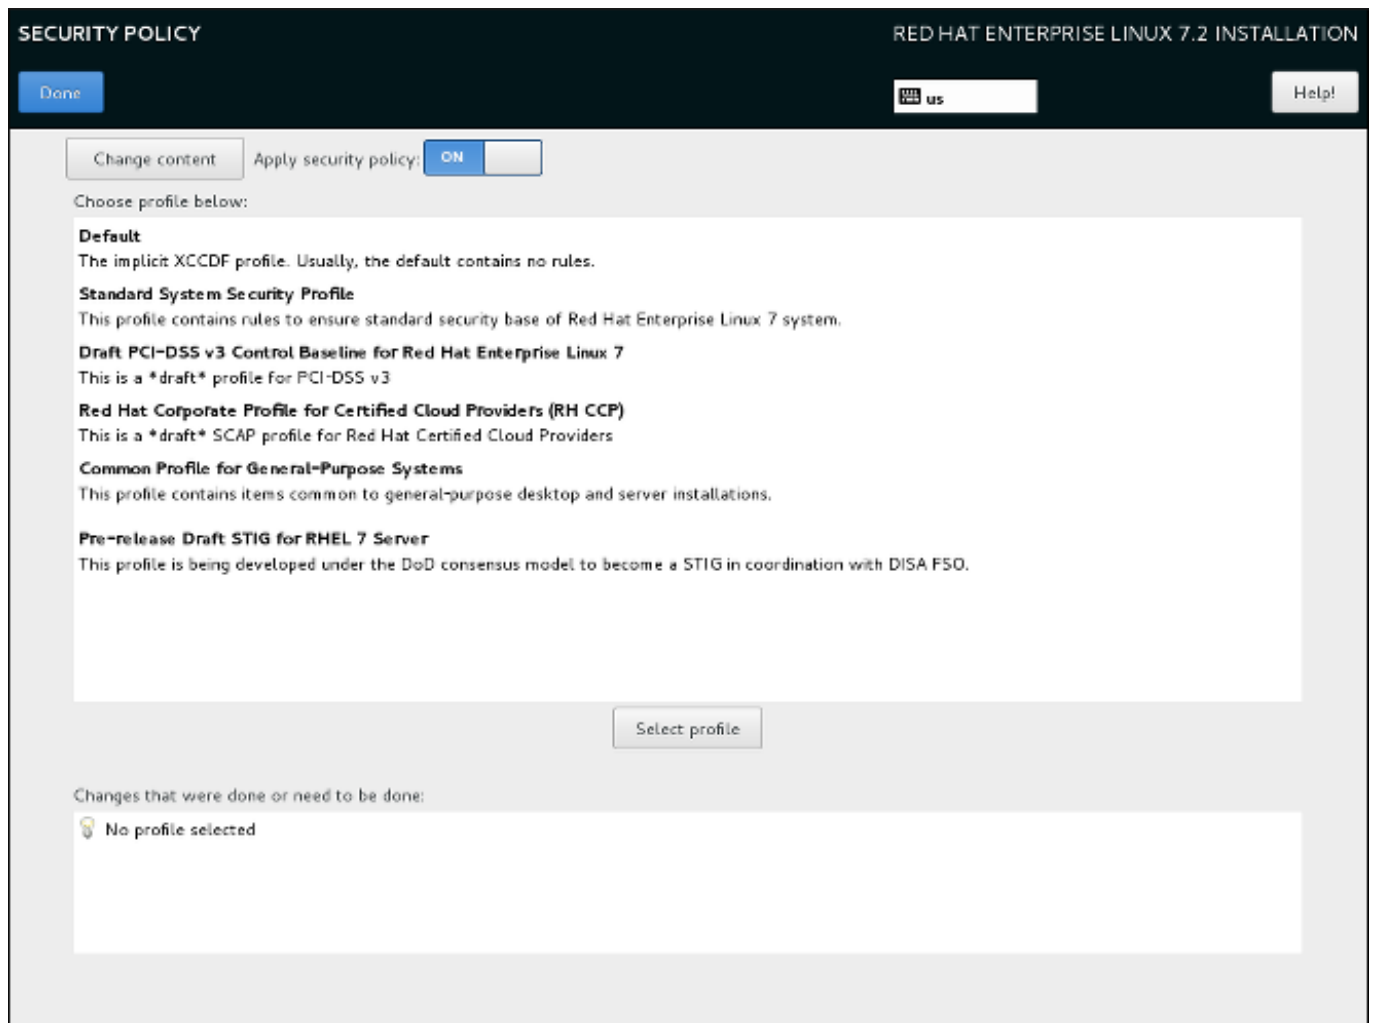 SECURITY POLICY
RED HAT ENTERPRISE LINUX 7.2 INSTALLATION
Done
us
Help!
Change content
Apply security policy:
ON
Choose profile below:
Default
The implicit XCCDF profile. Usually, the default contains no rules.
Standard System Security Profile
This profile contains rules to ensure standard security base of Red Hat Enterprise Linux 7 system.
Draft PCI-DSS v3 Control Baseline for Red Hat Enterprise Linux 7
This is a *draft* profile for PCI-DSS v3
Red Hat Corporate Profile for Certified Cloud Providers (RH CCP)
This is a *draft* SCAP profile for Red Hat Certified Cloud Providers
Common Profile for General-Purpose Systems
This profile contains items common to general-purpose desktop and server installations.
Pre-release Draft STIG for RHEL 7 Server
This profile is being developed under the DoD consensus model to become a STIG in coordination with DISA FSO.
Select profile
Changes that were done or need to be done:
No profile selected